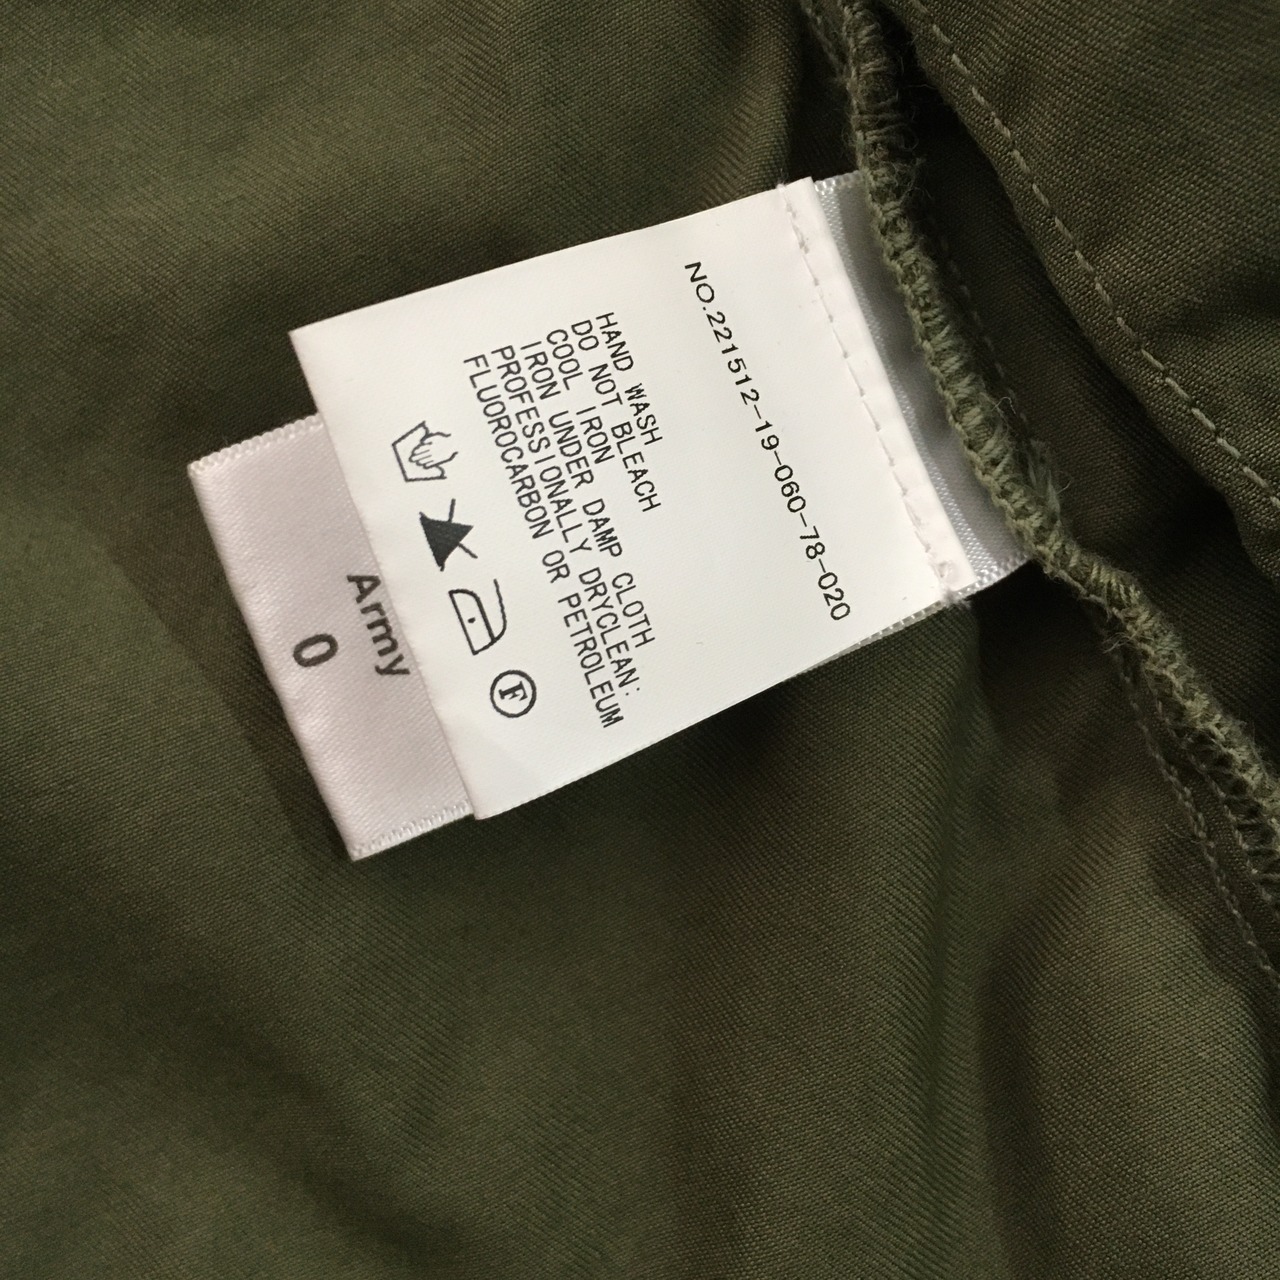 NO.221512-19-060-78-020
HAND WASH
DO NOT BLEACH
COOL IRON
IRON UNDER DAMP CLOTH
PROFESSIONALLY DRYCLEAN:
FLUOROCARBON OR PETROLEUM
F
Army
0